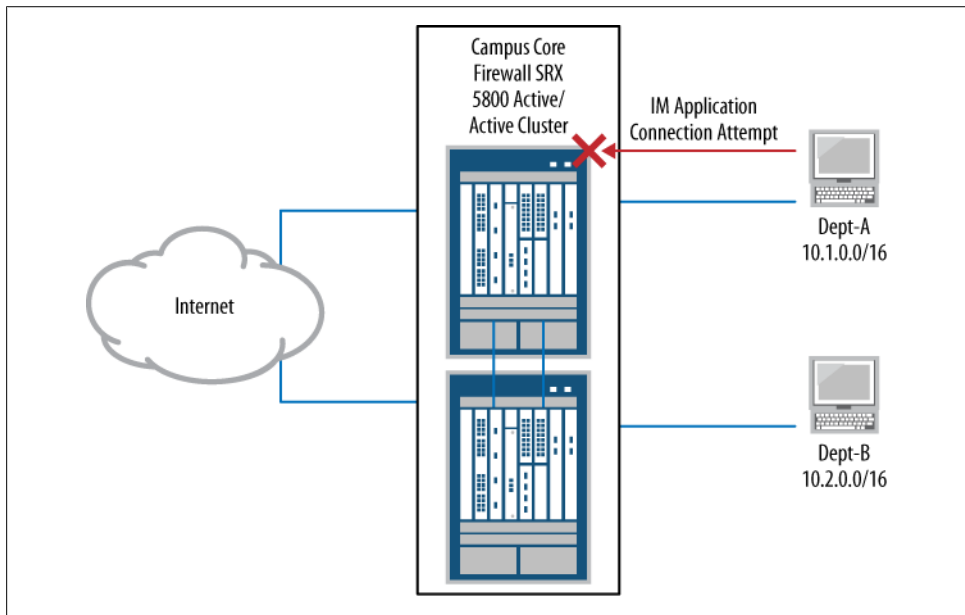 Campus Core
Firewall SRX
5800 Active/
Active Cluster
IM Application
Connection Attempt
Internet
Dept-A
10.1.0.0/16
Dept-B
10.2.0.0/16